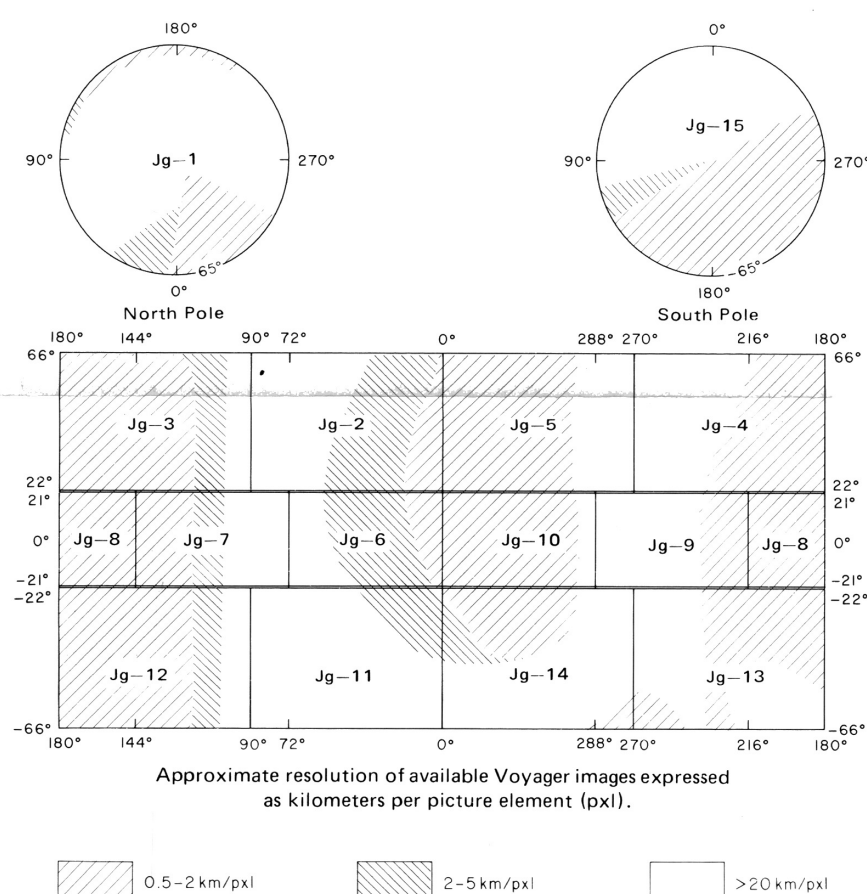 180° 0°
Jg–1 Jg–15
90° 270° 90° 270°
65° -65°
0° 180°
North Pole South Pole
180° 144° 90° 72° 0° 288° 270° 216° 180°
66° 66°
Jg–3 Jg–2 Jg–5 Jg–4
22° 22°
21° 21°
0° Jg–8 Jg–7 Jg–6 Jg–10 Jg–9 Jg–8 0°
-21° -21°
-22° -22°
Jg–12 Jg–11 Jg–14 Jg–13
-66° -66°
180° 144° 90° 72° 0° 288° 270° 216° 180°
Approximate resolution of available Voyager images expressed
as kilometers per picture element (pxl).
0.5–2 km/pxl 2–5 km/pxl >20 km/pxl